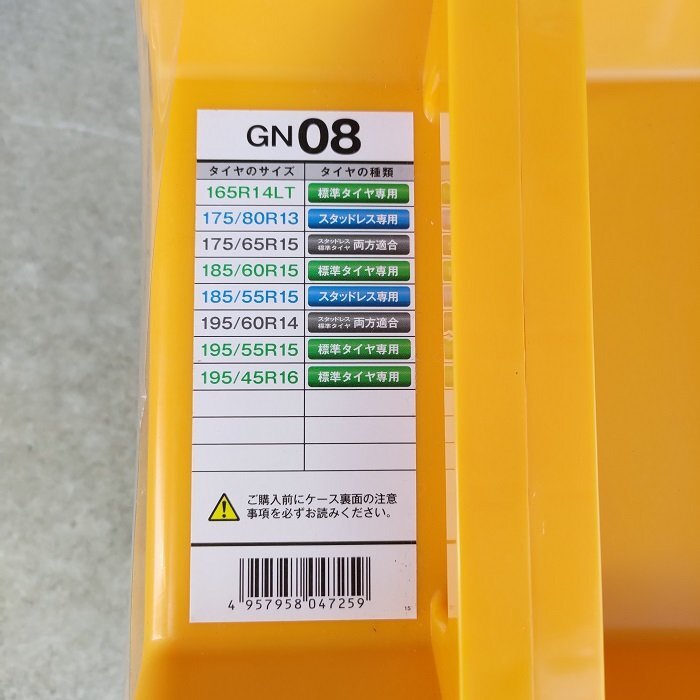 GN08
タイヤのサイズ タイヤの種類
165R14LT 標準タイヤ専用
175/80R13 スタッドレス専用
175/65R15 スタッドレス 標準タイヤ 両方適合
185/60R15 標準タイヤ専用
185/55R15 スタッドレス専用
195/60R14 スタッドレス 標準タイヤ 両方適合
195/55R15 標準タイヤ専用
195/45R16 標準タイヤ専用
ご購入前にケース裏面の注意
事項を必ずお読みください。
4 957958 047259
15